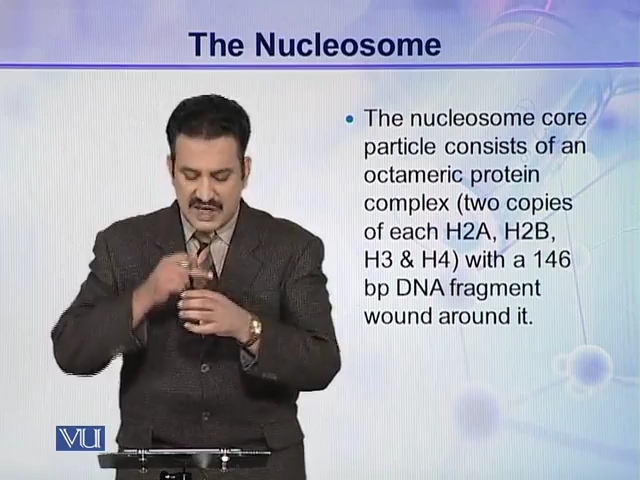 The Nucleosome
• The nucleosome core
particle consists of an
octameric protein
complex (two copies
of each H2A, H2B,
H3 & H4) with a 146
bp DNA fragment
wound around it.
VU